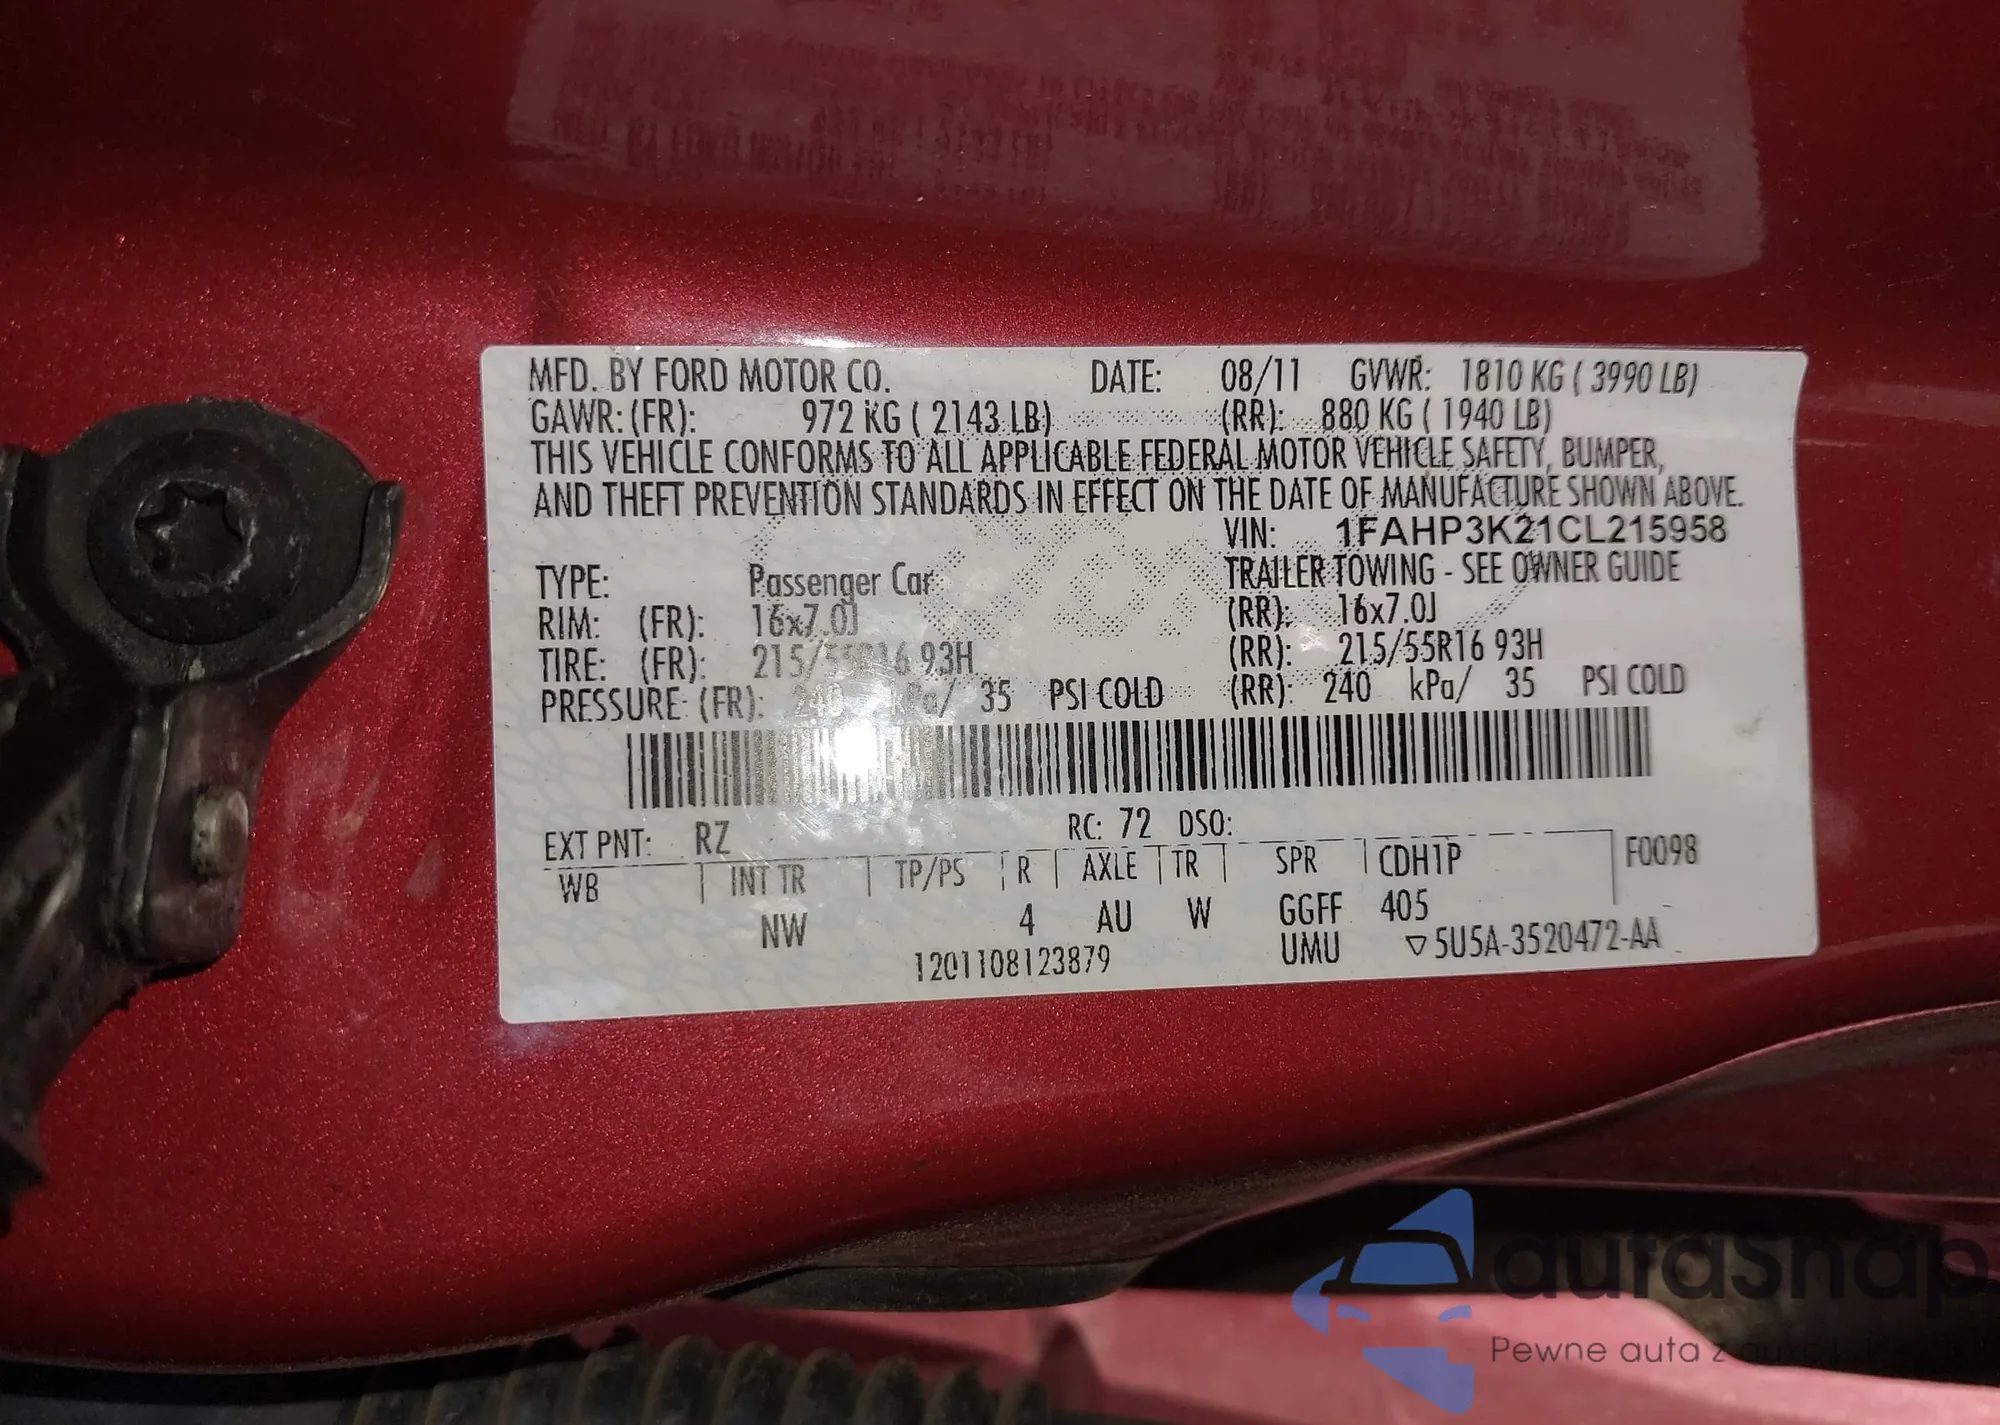 MFD. BY FORD MOTOR CO. DATE: 08/11 GVWR: 1810 KG ( 3990 LB)
GAWR: (FR): 972 KG ( 2143 LB) (RR): 880 KG ( 1940 LB)
THIS VEHICLE CONFORMS TO ALL APPLICABLE FEDERAL MOTOR VEHICLE SAFETY, BUMPER,
AND THEFT PREVENTION STANDARDS IN EFFECT ON THE DATE OF MANUFACTURE SHOWN ABOVE.
VIN: 1FAHP3K21CL215958
TYPE: Passenger Car TRAILER TOWING - SEE OWNER GUIDE
RIM: (FR): 16x7.0J (RR): 16x7.0J
TIRE: (FR): 215/55R16 93H (RR): 215/55R16 93H
PRESSURE: (FR): 240 kPa/ 35 PSI COLD (RR): 240 kPa/ 35 PSI COLD
EXT PNT: RZ RC: 72 DSO:
WB INT TR TP/PS R AXLE TR SPR CDH1P F0098
NW 4 AU W GGFF 405
1201108123879 UMU ▽5U5A-3520472-AA
autaSnap
Pewne auta z